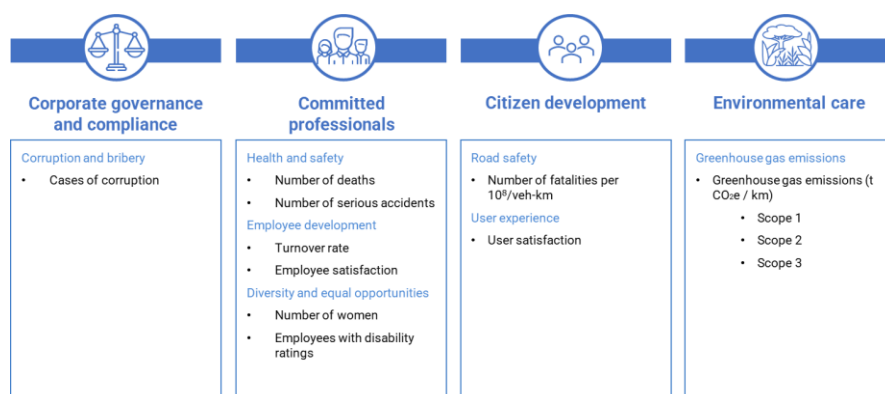 Corporate governance
and compliance
Corruption and bribery
• Cases of corruption
Committed
professionals
Health and safety
• Number of deaths
• Number of serious accidents
Employee development
• Turnover rate
• Employee satisfaction
Diversity and equal opportunities
• Number of women
• Employees with disability
ratings
Citizen development
Road safety
• Number of fatalities per
10⁸/veh-km
User experience
• User satisfaction
Environmental care
Greenhouse gas emissions
• Greenhouse gas emissions (t
CO₂e / km)
• Scope 1
• Scope 2
• Scope 3